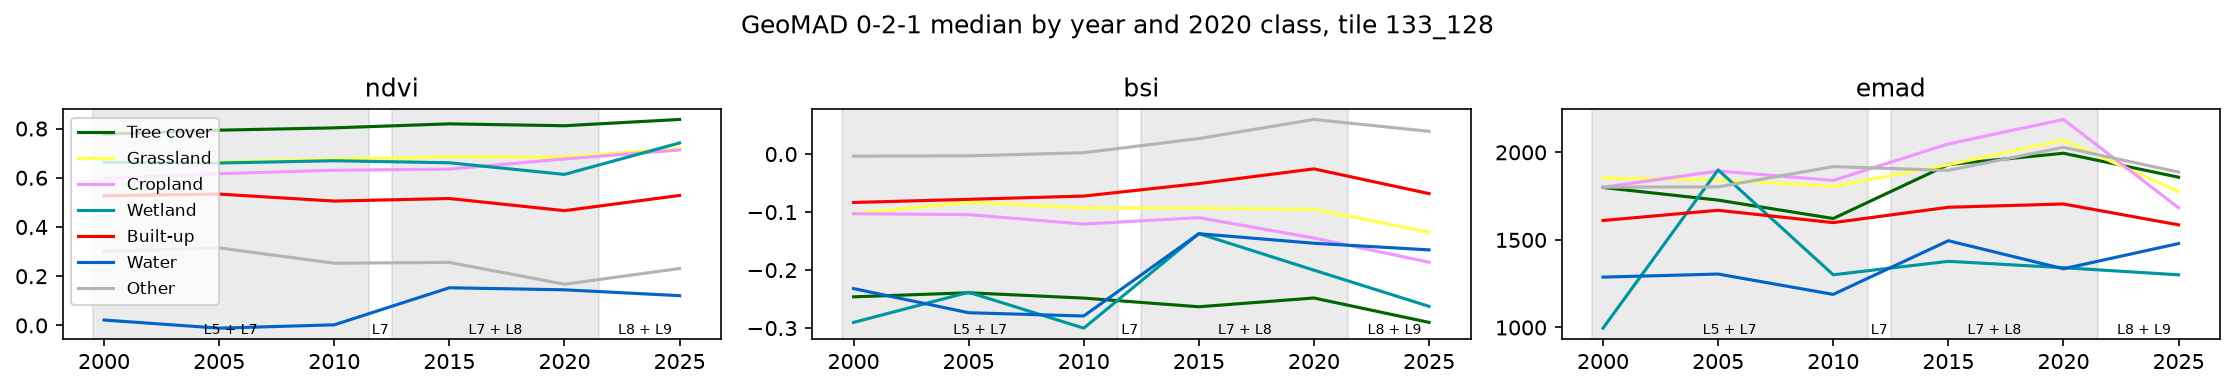 GeoMAD 0-2-1 median by year and 2020 class, tile 133_128
ndvi
0.8
0.6
0.4
0.2
0.0
Tree cover
Grassland
Cropland
Wetland
Built-up
Water
Other
L5 + L7
L7
L7 + L8
L8 + L9
2000 2005 2010 2015 2020 2025
bsi
0.0
−0.1
−0.2
−0.3
L5 + L7
L7
L7 + L8
L8 + L9
2000 2005 2010 2015 2020 2025
emad
2000
1500
1000
L5 + L7
L7
L7 + L8
L8 + L9
2000 2005 2010 2015 2020 2025